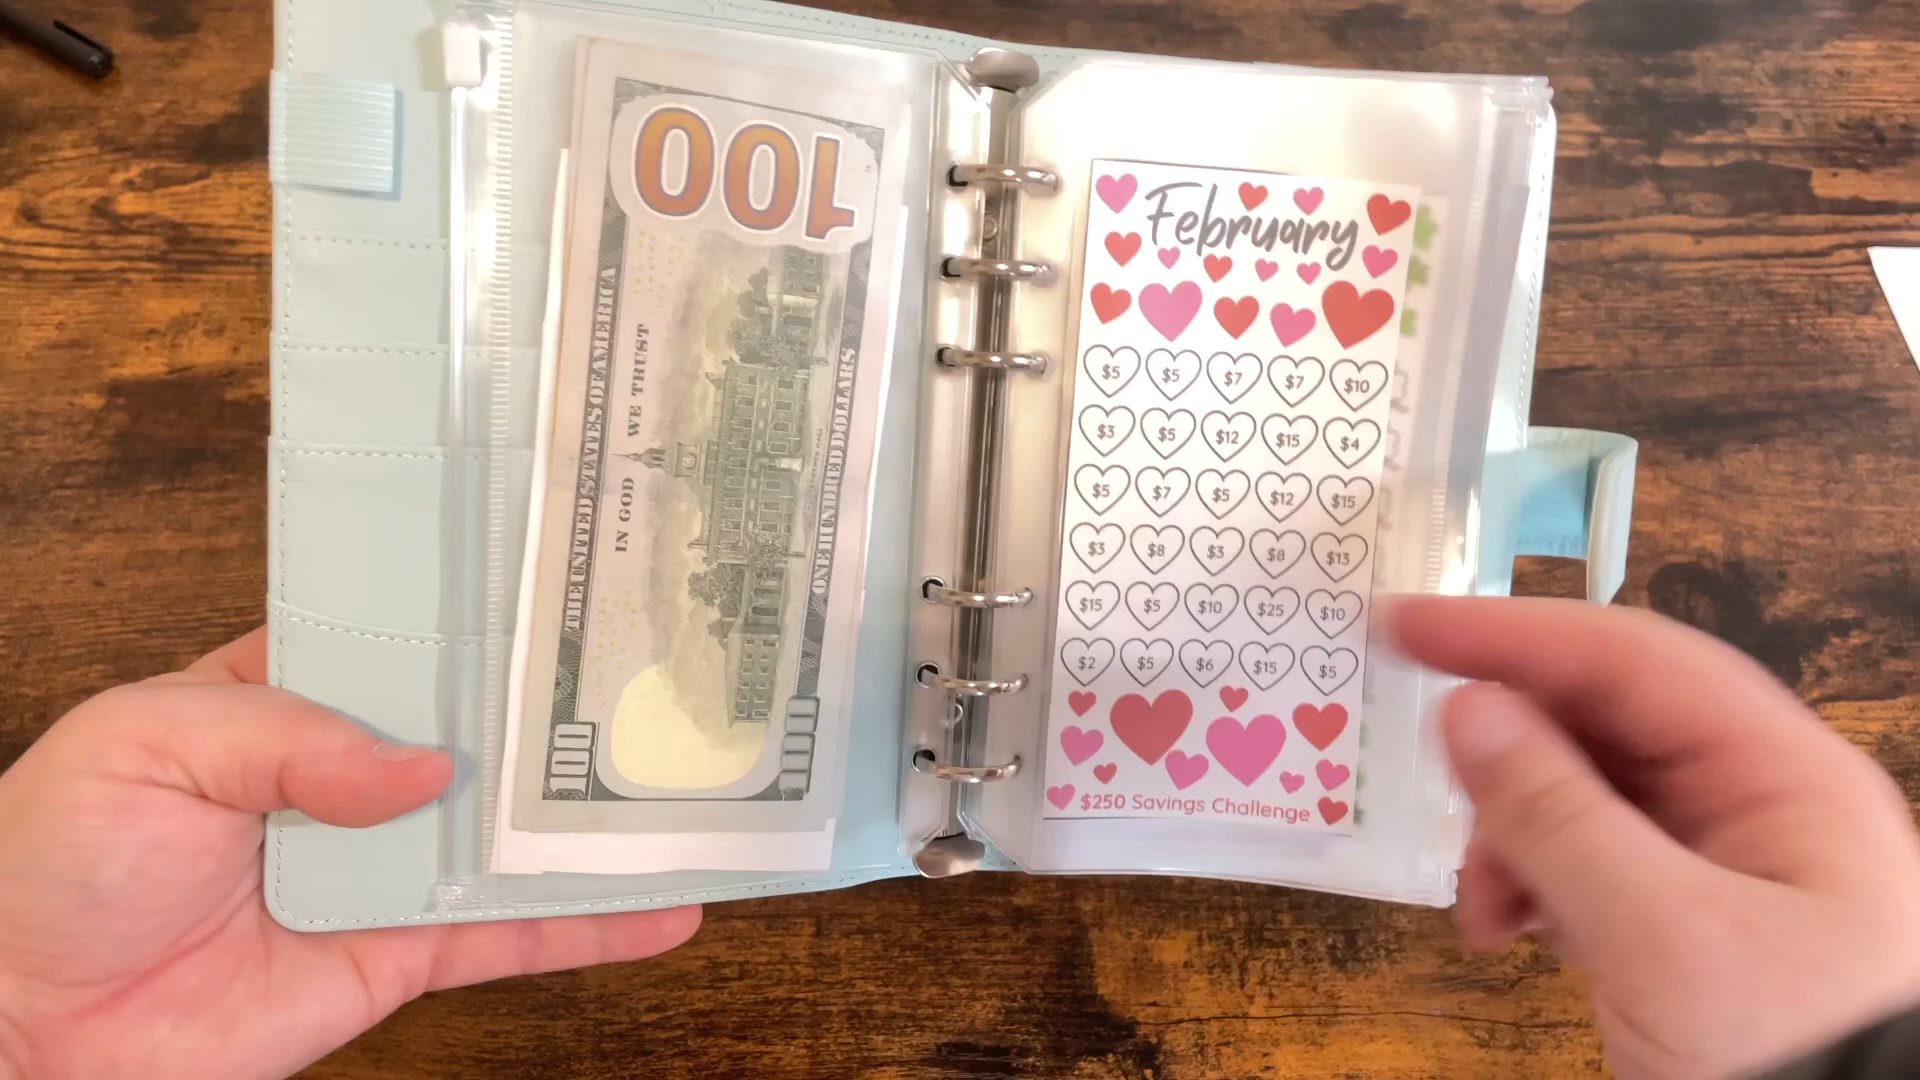 100
THE UNITED STATES OF AMERICA
IN GOD WE TRUST
ONE HUNDRED DOLLARS
100
100
February
$5 $5 $7 $7 $10
$3 $5 $12 $15 $4
$5 $7 $5 $12 $15
$3 $8 $3 $8 $13
$15 $5 $10 $25 $10
$2 $5 $6 $15 $5
$250 Savings Challenge